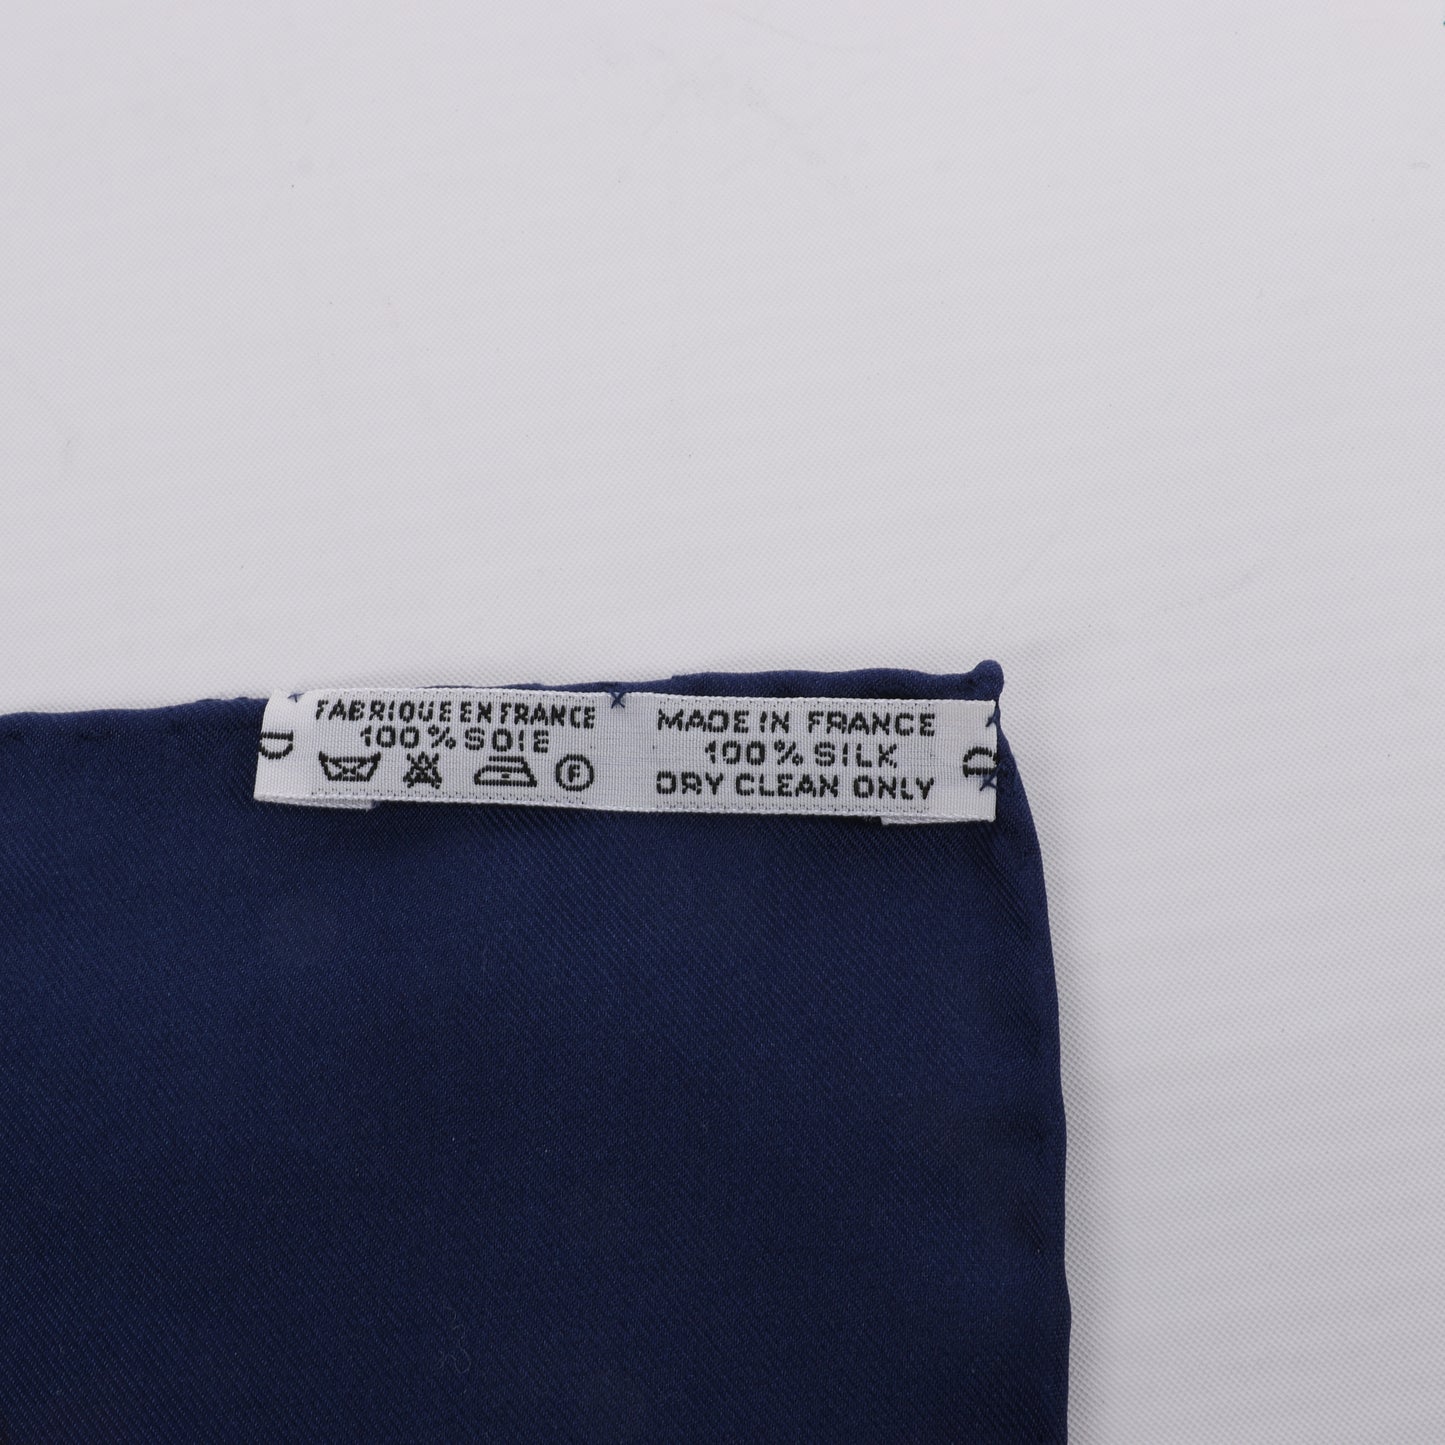 FABRIQUE EN FRANCE
100% SOIE
F
MADE IN FRANCE
100% SILK
DRY CLEAN ONLY
D
D